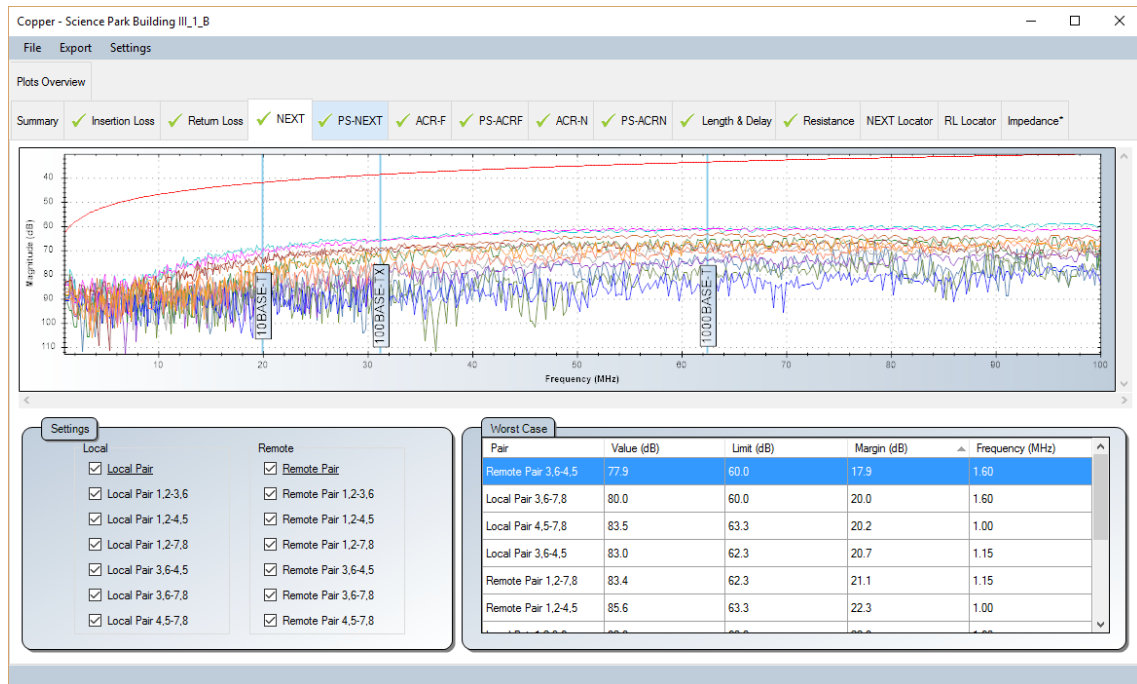 Copper - Science Park Building III_1_B
File Export Settings
Plots Overview
Summary Insertion Loss Return Loss NEXT PS-NEXT ACR-F PS-ACRF ACR-N PS-ACRN Length & Delay Resistance NEXT Locator RL Locator Impedance*
Magnitude (dB)
40
50
60
70
80
90
100
110
10BASE-T
100BASE-TX
1000BASE-T
10 20 30 40 50 60 70 80 90 100
Frequency (MHz)
Settings
Local Remote
Local Pair Remote Pair
Local Pair 1,2-3,6 Remote Pair 1,2-3,6
Local Pair 1,2-4,5 Remote Pair 1,2-4,5
Local Pair 1,2-7,8 Remote Pair 1,2-7,8
Local Pair 3,6-4,5 Remote Pair 3,6-4,5
Local Pair 3,6-7,8 Remote Pair 3,6-7,8
Local Pair 4,5-7,8 Remote Pair 4,5-7,8
Worst Case
Pair Value (dB) Limit (dB) Margin (dB) Frequency (MHz)
Remote Pair 3,6-4,5 77.9 60.0 17.9 1.60
Local Pair 3,6-7,8 80.0 60.0 20.0 1.60
Local Pair 4,5-7,8 83.5 63.3 20.2 1.00
Local Pair 3,6-4,5 83.0 62.3 20.7 1.15
Remote Pair 1,2-7,8 83.4 62.3 21.1 1.15
Remote Pair 1,2-4,5 85.6 63.3 22.3 1.00